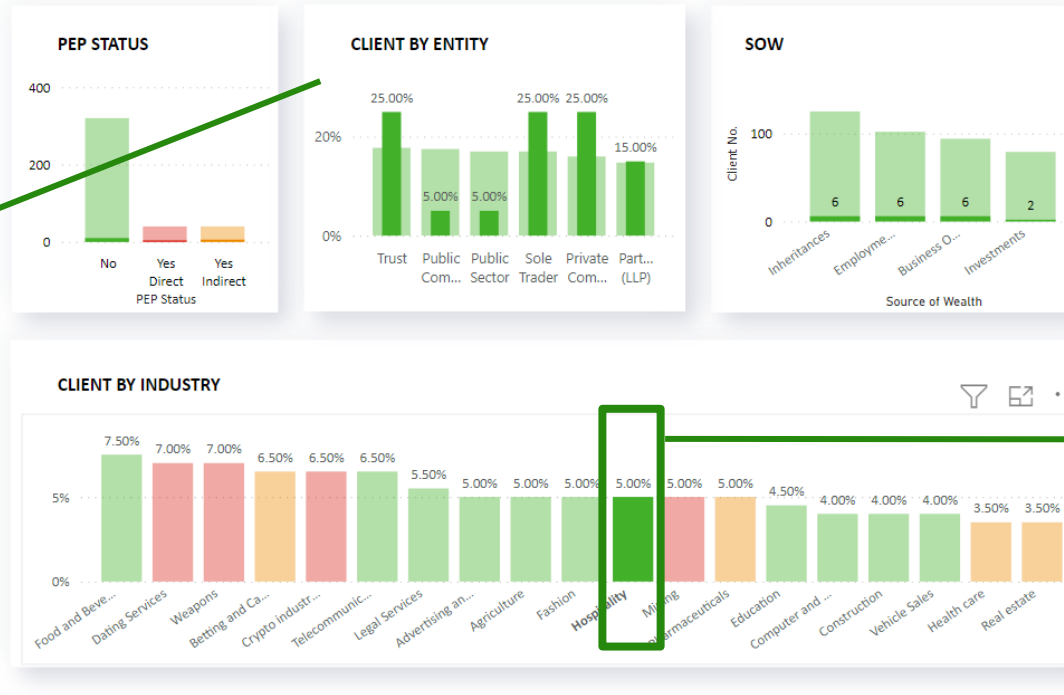 PEP STATUS
400
200
0
No
Yes
Direct
Yes
Indirect
PEP Status
CLIENT BY ENTITY
20%
0%
25.00%
5.00%
5.00%
25.00%
25.00%
15.00%
Trust
Public
Com...
Public
Sector
Sole
Trader
Private
Com...
Part...
(LLP)
SOW
Client No.
100
0
6
6
6
2
Inheritances
Employme...
Business O...
Investments
Source of Wealth
CLIENT BY INDUSTRY
5%
0%
7.50%
7.00%
7.00%
6.50%
6.50%
6.50%
5.50%
5.00%
5.00%
5.00%
5.00%
5.00%
5.00%
4.50%
4.00%
4.00%
4.00%
3.50%
3.50%
Food and Beve...
Dating Services
Weapons
Betting and Ca...
Crypto industr...
Telecommunic...
Legal Services
Advertising an...
Agriculture
Fashion
Hospitality
Mining
Pharmaceuticals
Education
Computer and ...
Construction
Vehicle Sales
Health care
Real estate